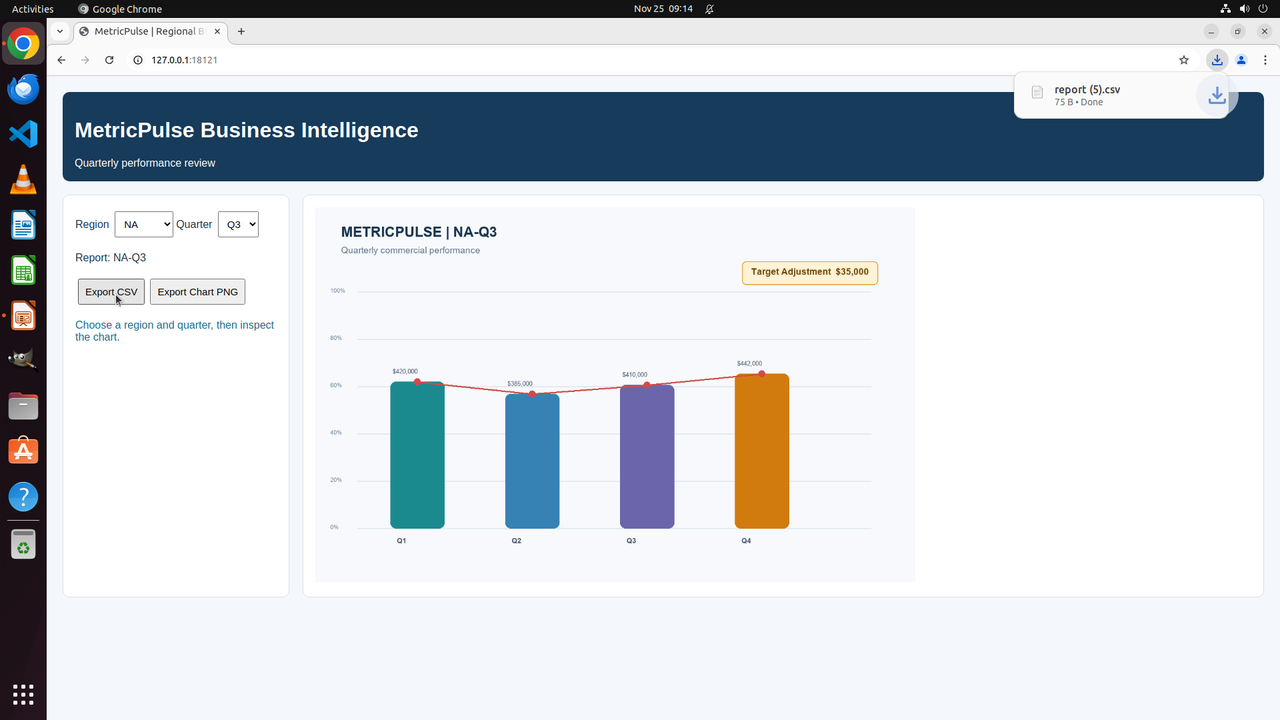 Activities
Google Chrome
Nov 25 09:14
MetricPulse | Regional B
127.0.0.1:18121
report (5).csv
75 B • Done
MetricPulse Business Intelligence
Quarterly performance review
Region NA Quarter Q3
Report: NA-Q3
Export CSV Export Chart PNG
Choose a region and quarter, then inspect
the chart.
METRICPULSE | NA-Q3
Quarterly commercial performance
Target Adjustment $35,000
100%
80%
60%
40%
20%
0%
$420,000
$385,000
$410,000
$442,000
Q1
Q2
Q3
Q4